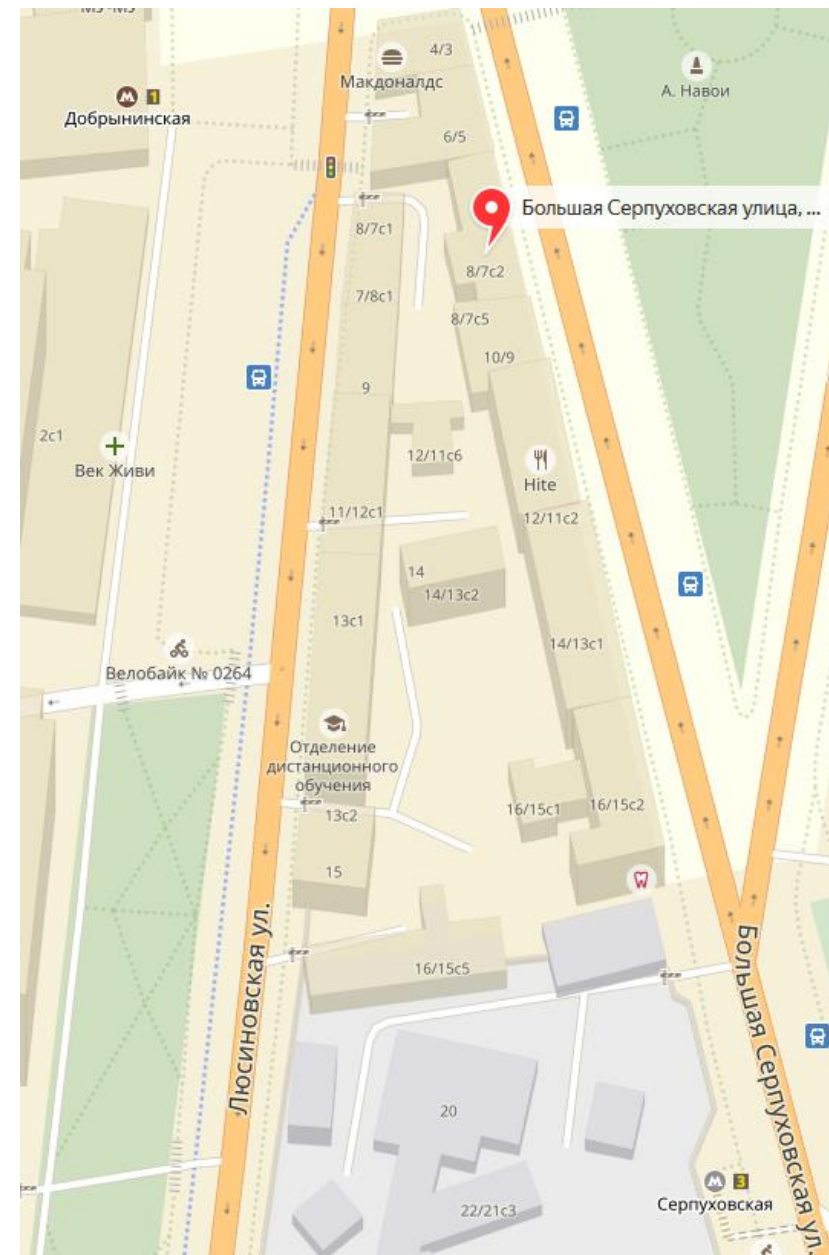 4/3
Макдоналдс
А. Навои
1
Добрынинская
6/5
Большая Серпуховская улица, ...
8/7с1
8/7с2
7/8с1
8/7с5
10/9
9
2с1
Век Живи
12/11с6
Hite
11/12с1
12/11с2
14
14/13с2
13с1
14/13с1
Велобайк № 0264
Отделение
дистанционного
обучения
13с2
16/15с1
16/15с2
15
Люсиновская ул.
16/15с5
Большая Серпуховская ул.
20
3
Серпуховская
22/21с3